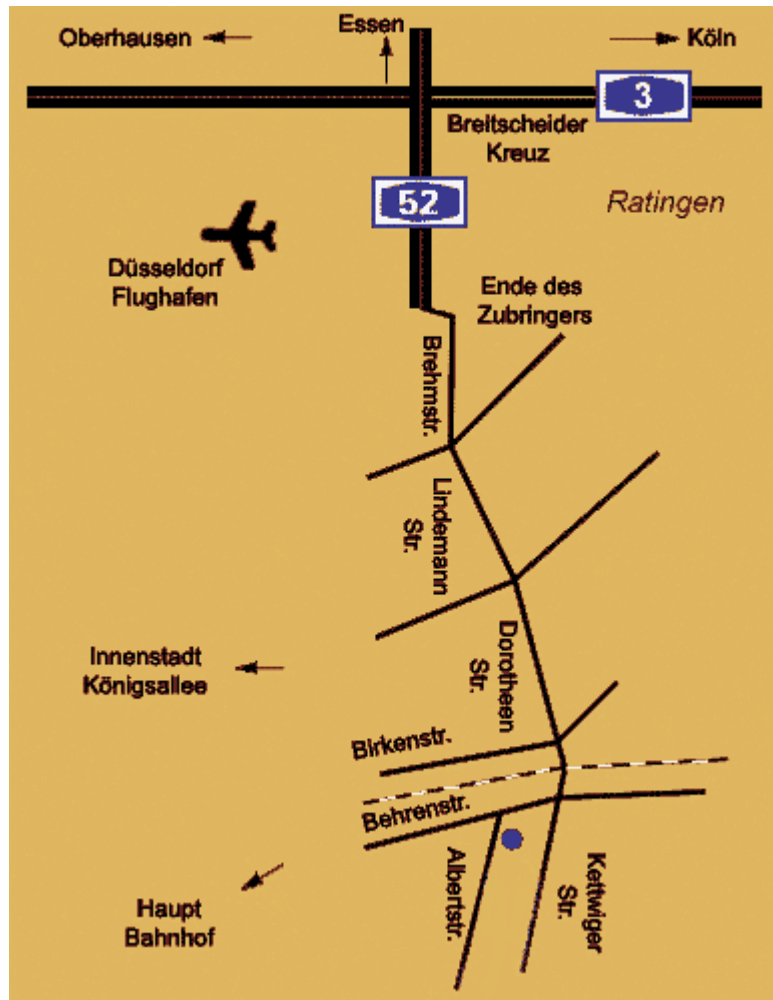 Essen
Oberhausen
Köln
3
Breitscheider
Kreuz
52
Ratingen
Düsseldorf
Flughafen
Ende des
Zubringers
Brehmstr.
Lindemann
Str.
Dorotheen
Str.
Innenstadt
Königsallee
Birkenstr.
Behrenstr.
Albertstr.
Kettwiger
Str.
Haupt
Bahnhof